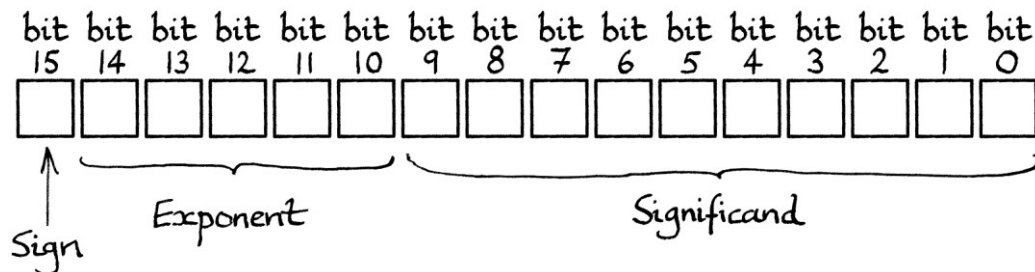 bit bit bit bit bit bit bit bit bit bit bit bit bit bit bit bit
15 14 13 12 11 10 9 8 7 6 5 4 3 2 1 0
Exponent Significand
Sign